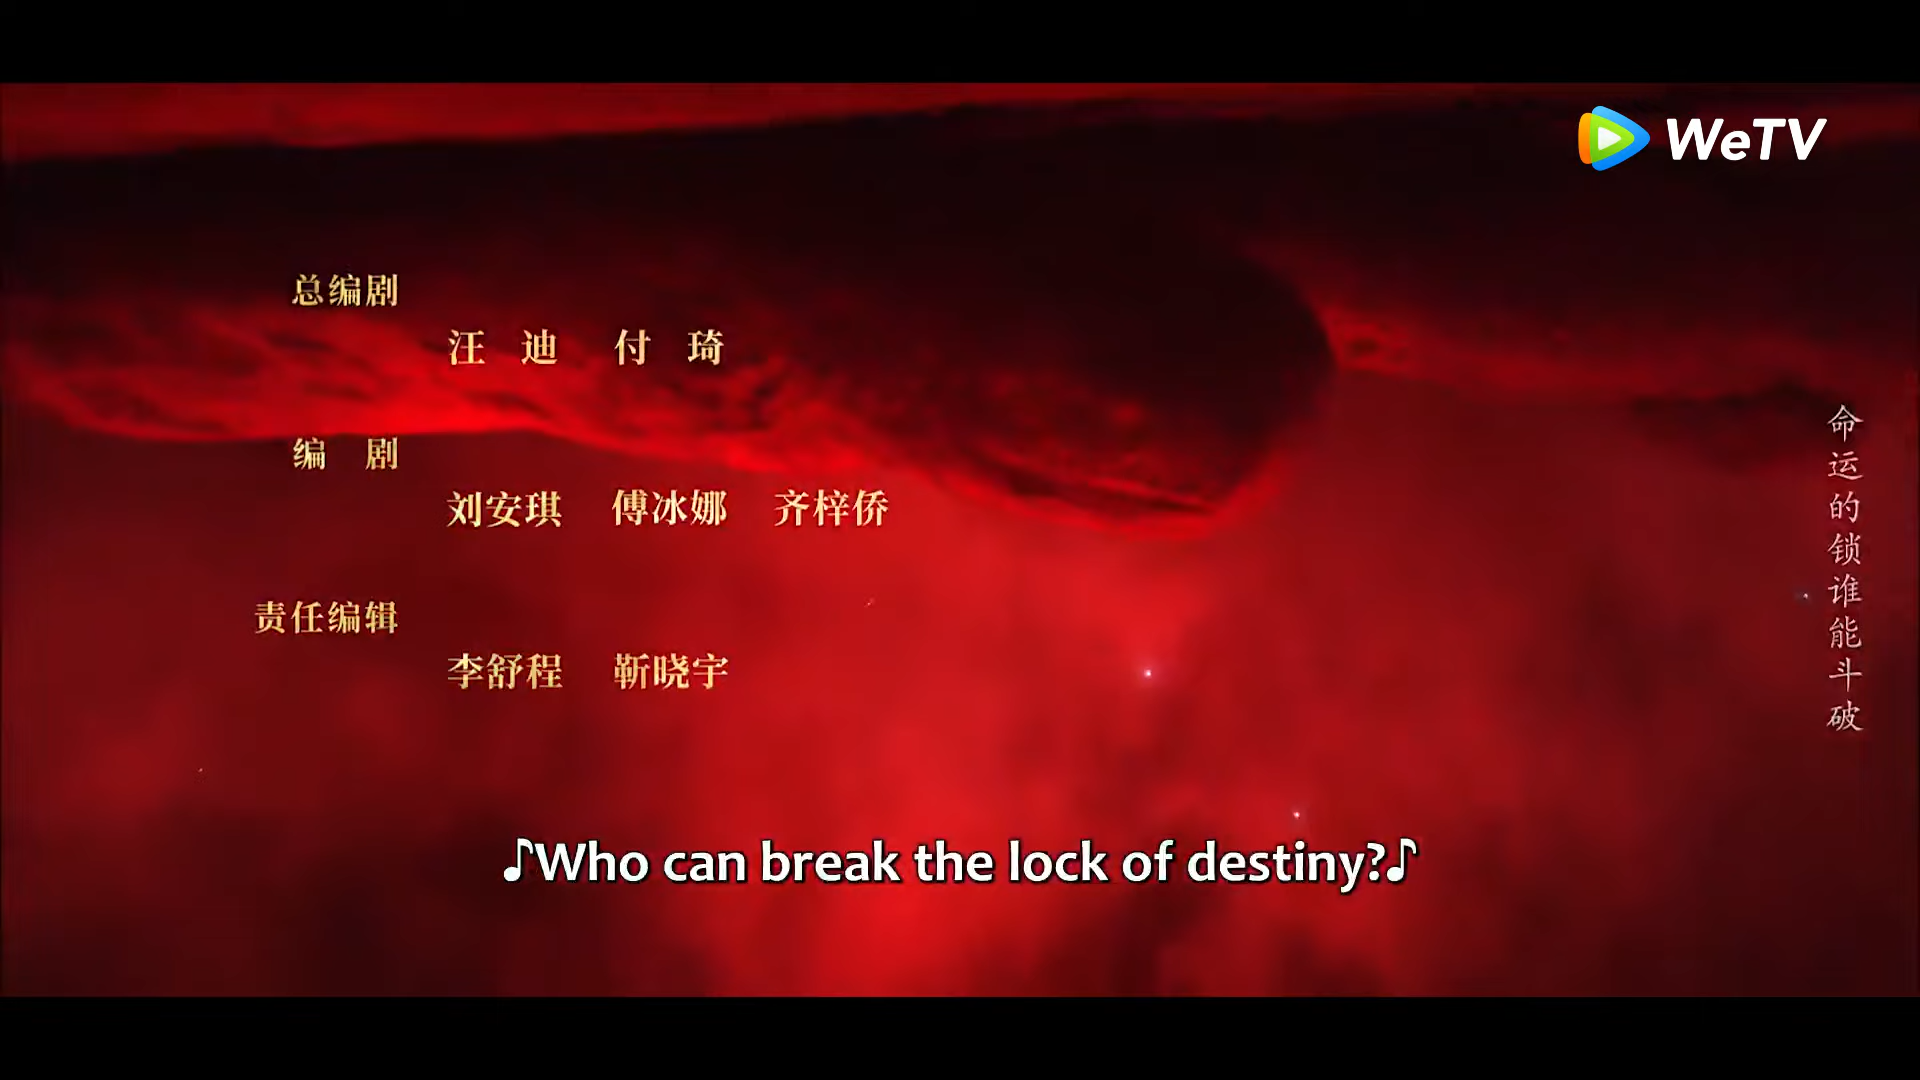 WeTV
总编剧
汪 迪 付 琦
编 剧
刘安琪 傅冰娜 齐梓侨
责任编辑
李舒程 靳晓宇
命运的锁谁能斗破
♪Who can break the lock of destiny?♪